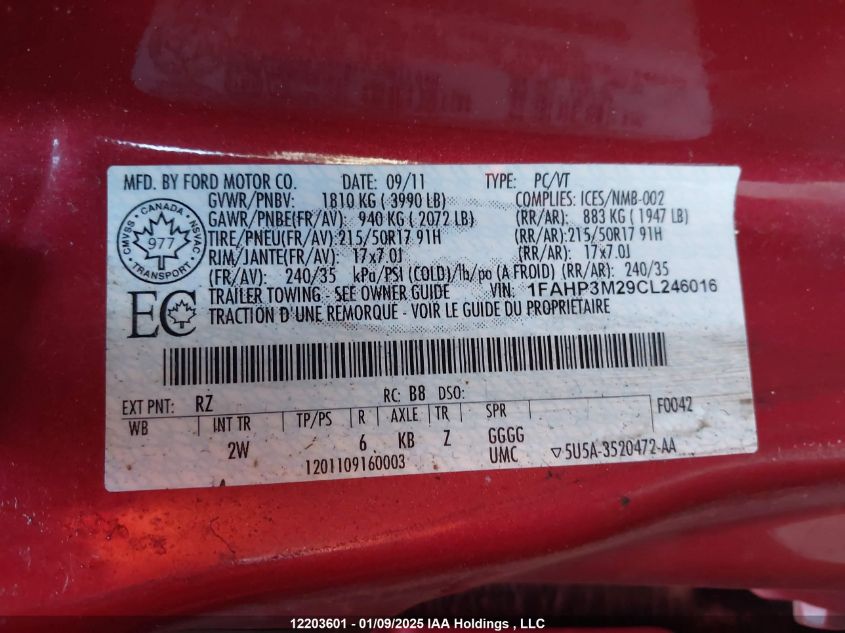 MFD. BY FORD MOTOR CO. DATE: 09/11 TYPE: PC/VT
GVWR/PNBV: 1810 KG ( 3990 LB) COMPLIES: ICES/NMB-002
GAWR/PNBE(FR/AV): 940 KG ( 2072 LB) (RR/AR): 883 KG ( 1947 LB)
TIRE/PNEU(FR/AV):215/50R17 91H (RR/AR):215/50R17 91H
RIM/JANTE(FR/AV): 17x7.0J (RR/AR): 17x7.0J
(FR/AV): 240/35 kPa/PSI (COLD)/lh/po (A FROID) (RR/AR): 240/35
TRAILER TOWING - SEE OWNER GUIDE VIN: 1FAHP3M29CL246016
TRACTION D'UNE REMORQUE - VOIR LE GUIDE DU PROPRIETAIRE
CANADA
CMVSS
NSVAC
977
TRANSPORT
EC
EXT PNT: RZ RC: B8 DSO: F0042
WB INT TR TP/PS R AXLE TR SPR
2W 6 KB Z GGGG
1201109160003 UMC ▽5U5A-3520472-AA
12203601 - 01/09/2025 IAA Holdings , LLC